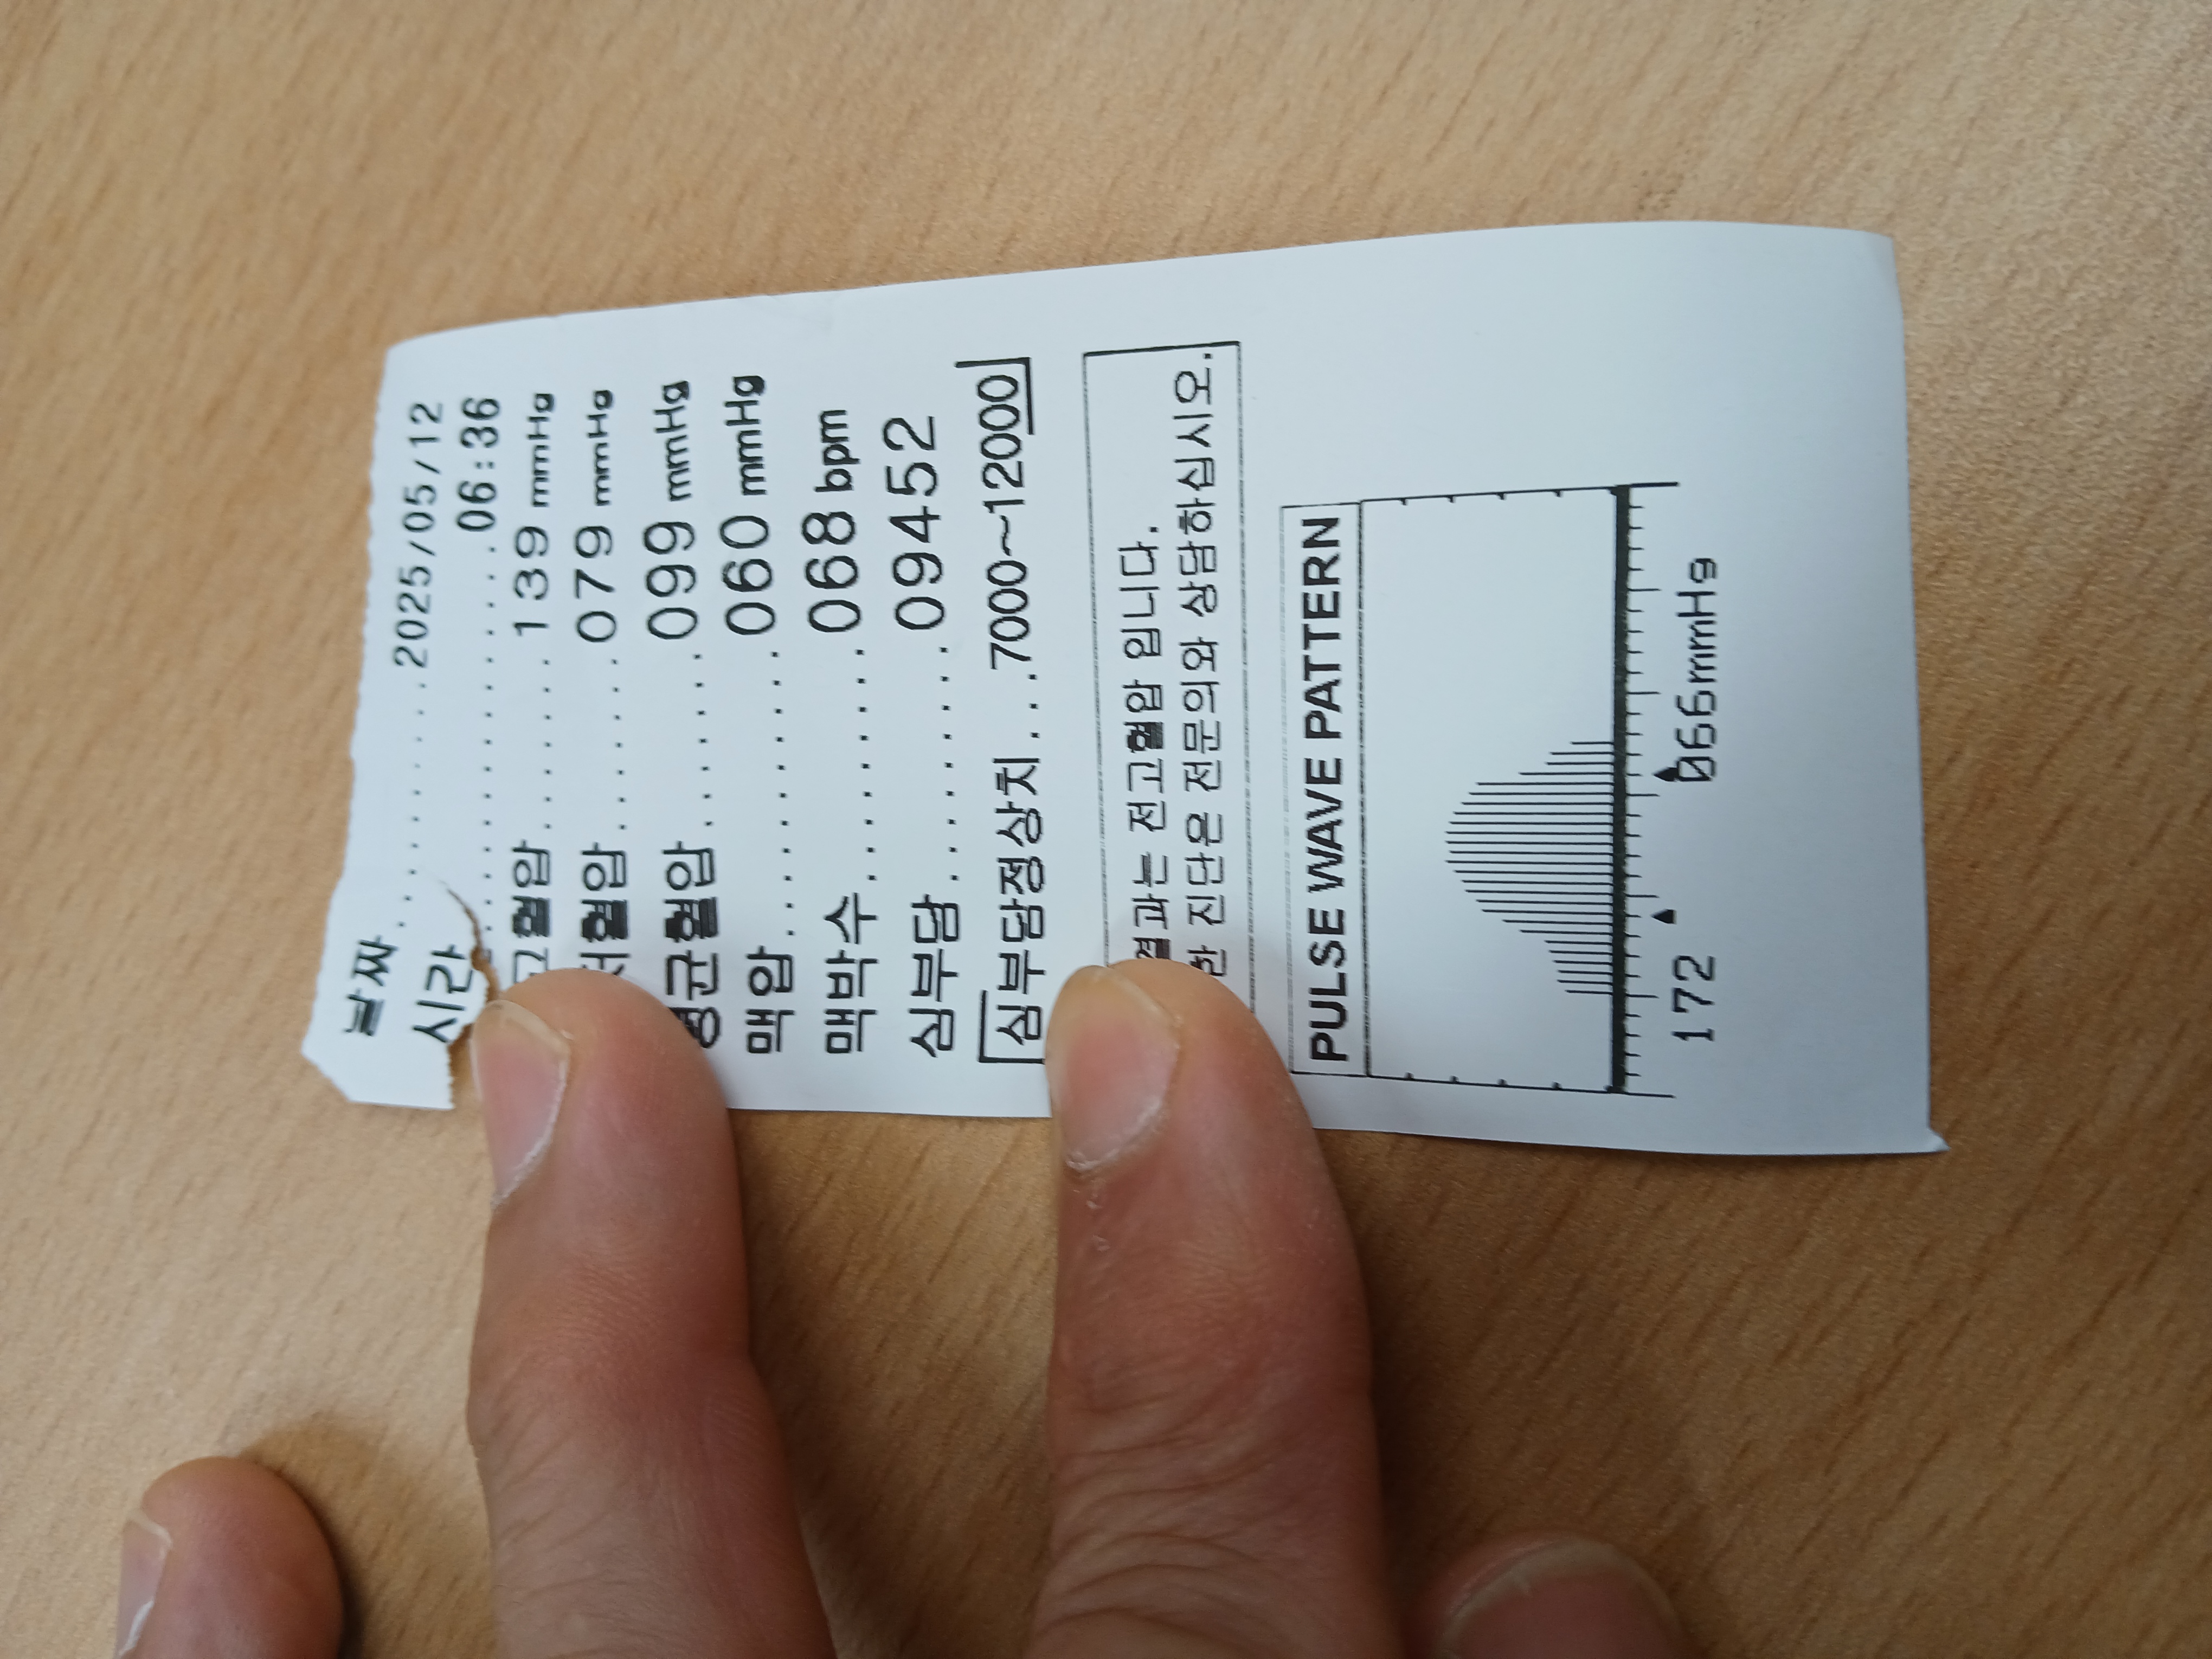 날짜..........2025/05/12
시간..................06:36
고혈압.......139 mmHg
저혈압.......079 mmHg
평균혈압.......099 mmHg
맥압............060 mmHg
맥박수..........068 bpm
심부담..........09452
[심부담정상치...7000~12000]
결과는 전고혈압 입니다.
한 진단은 전문의와 상담하십시오.
PULSE WAVE PATTERN
172 066mmHg